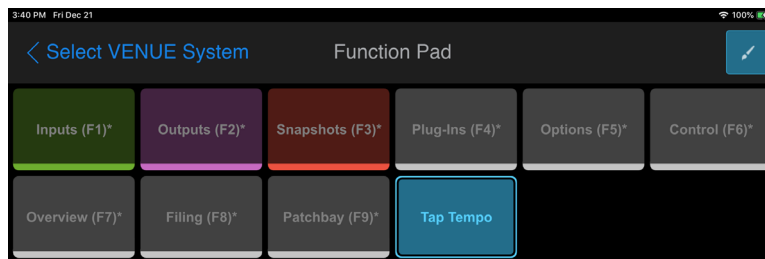 3:40 PM Fri Dec 21 100%
Select VENUE System Function Pad
Inputs (F1)* Outputs (F2)* Snapshots (F3)* Plug-Ins (F4)* Options (F5)* Control (F6)*
Overview (F7)* Filing (F8)* Patchbay (F9)* Tap Tempo